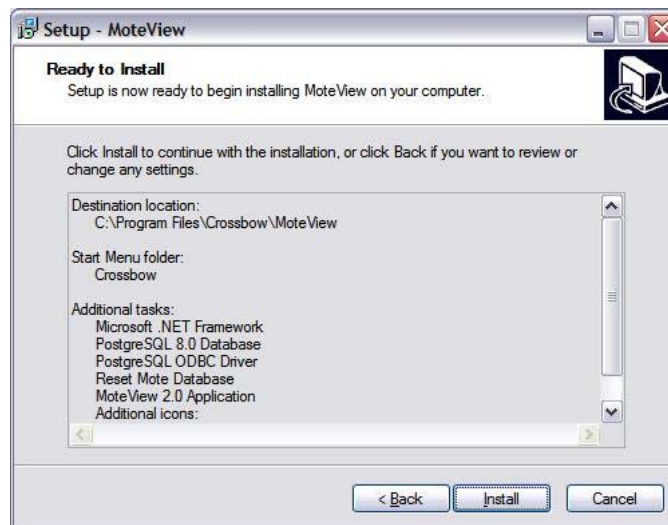 Setup - MoteView
Ready to Install
Setup is now ready to begin installing MoteView on your computer.
Click Install to continue with the installation, or click Back if you want to review or
change any settings.
Destination location:
C:\Program Files\Crossbow\MoteView
Start Menu folder:
Crossbow
Additional tasks:
Microsoft .NET Framework
PostgreSQL 8.0 Database
PostgreSQL ODBC Driver
Reset Mote Database
MoteView 2.0 Application
Additional icons:
< Back
Install
Cancel